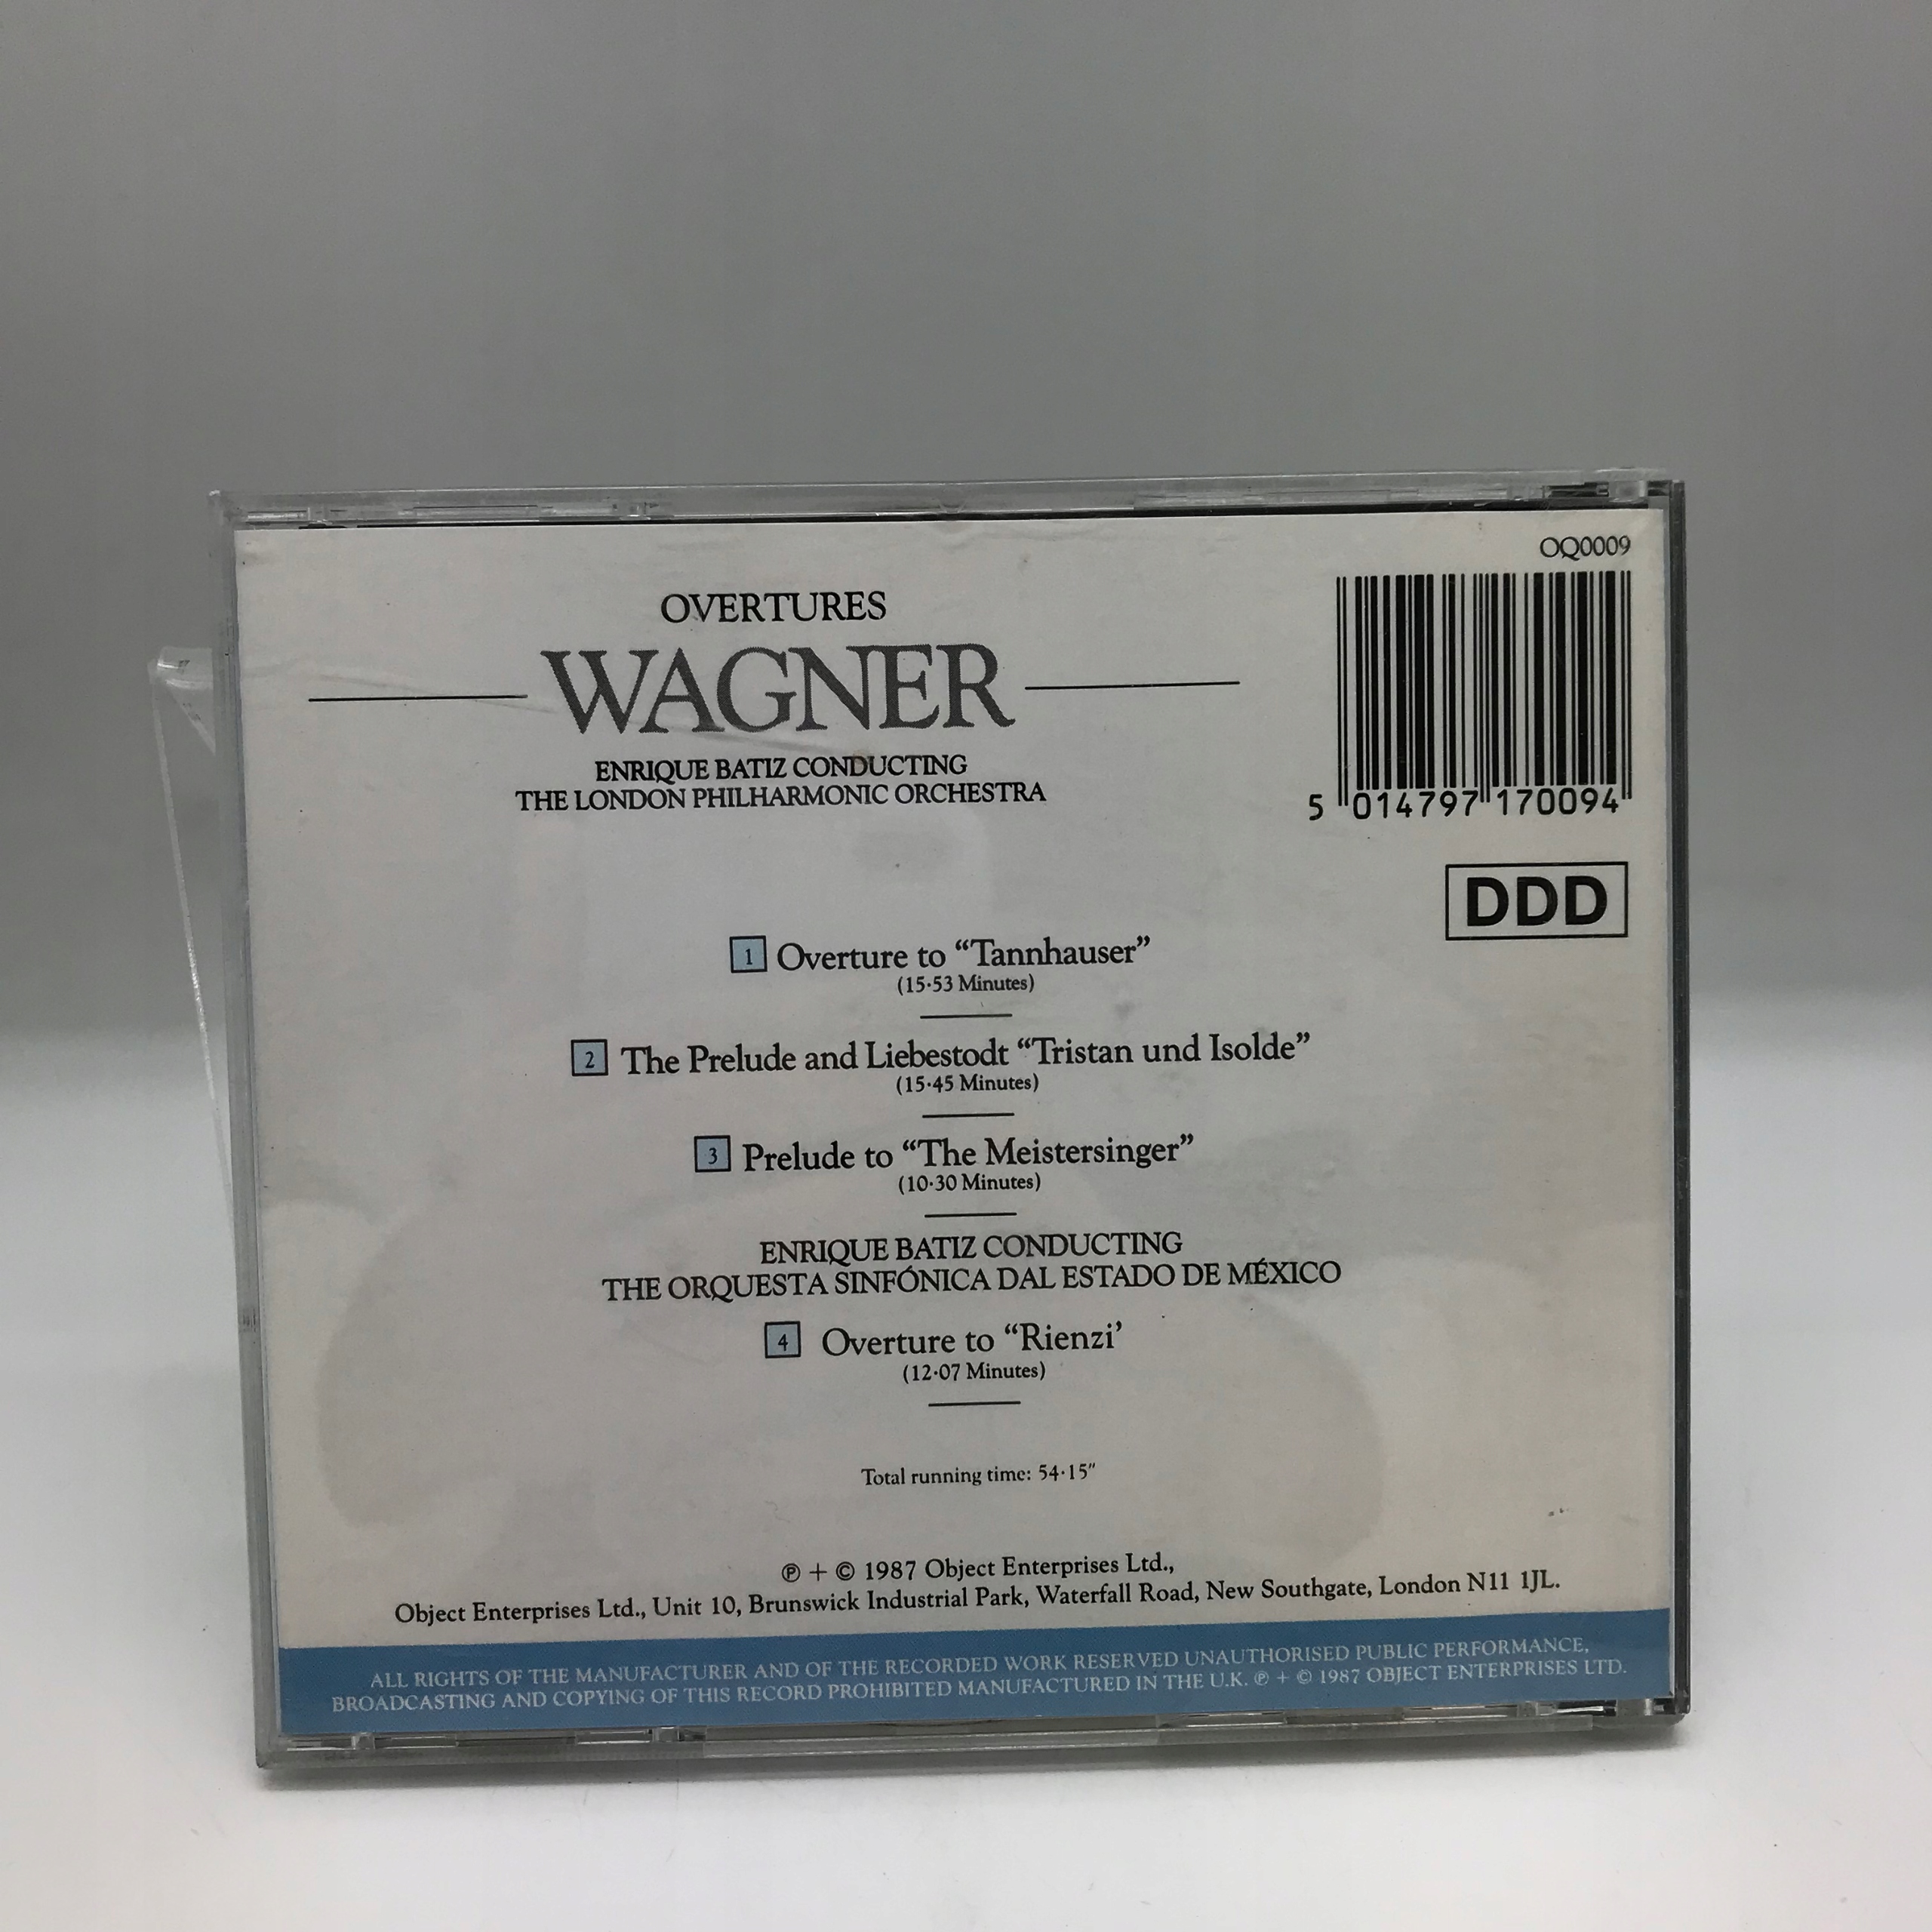 OQ0009
OVERTURES
WAGNER
ENRIQUE BATIZ CONDUCTING
THE LONDON PHILHARMONIC ORCHESTRA
5 014797 170094
DDD
1 Overture to “Tannhauser”
(15·53 Minutes)
2 The Prelude and Liebestodt “Tristan und Isolde”
(15·45 Minutes)
3 Prelude to “The Meistersinger”
(10·30 Minutes)
ENRIQUE BATIZ CONDUCTING
THE ORQUESTA SINFÓNICA DAL ESTADO DE MÉXICO
4 Overture to “Rienzi’
(12·07 Minutes)
Total running time: 54·15″
℗ + © 1987 Object Enterprises Ltd.,
Object Enterprises Ltd., Unit 10, Brunswick Industrial Park, Waterfall Road, New Southgate, London N11 1JL.
ALL RIGHTS OF THE MANUFACTURER AND OF THE RECORDED WORK RESERVED UNAUTHORISED PUBLIC PERFORMANCE,
BROADCASTING AND COPYING OF THIS RECORD PROHIBITED MANUFACTURED IN THE U.K. ℗ + © 1987 OBJECT ENTERPRISES LTD.